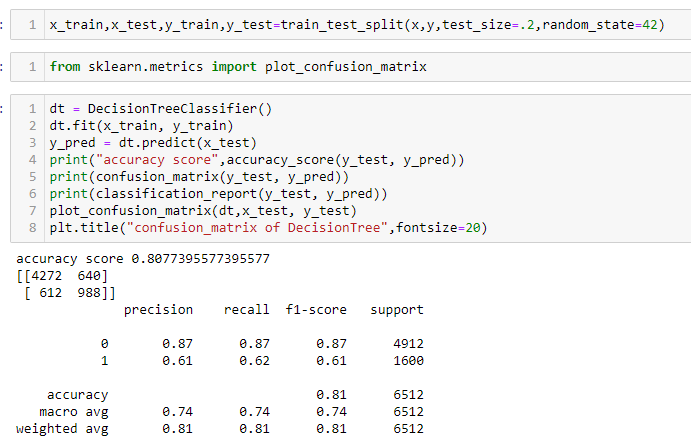 : 1 x_train,x_test,y_train,y_test=train_test_split(x,y,test_size=.2,random_state=42)
: 1 from sklearn.metrics import plot_confusion_matrix
: 1 dt = DecisionTreeClassifier()
2 dt.fit(x_train, y_train)
3 y_pred = dt.predict(x_test)
4 print("accuracy score",accuracy_score(y_test, y_pred))
5 print(confusion_matrix(y_test, y_pred))
6 print(classification_report(y_test, y_pred))
7 plot_confusion_matrix(dt,x_test, y_test)
8 plt.title("confusion_matrix of DecisionTree",fontsize=20)
accuracy score 0.8077395577395577
[[4272 640]
[ 612 988]]
precision recall f1-score support
0 0.87 0.87 0.87 4912
1 0.61 0.62 0.61 1600
accuracy 0.81 6512
macro avg 0.74 0.74 0.74 6512
weighted avg 0.81 0.81 0.81 6512